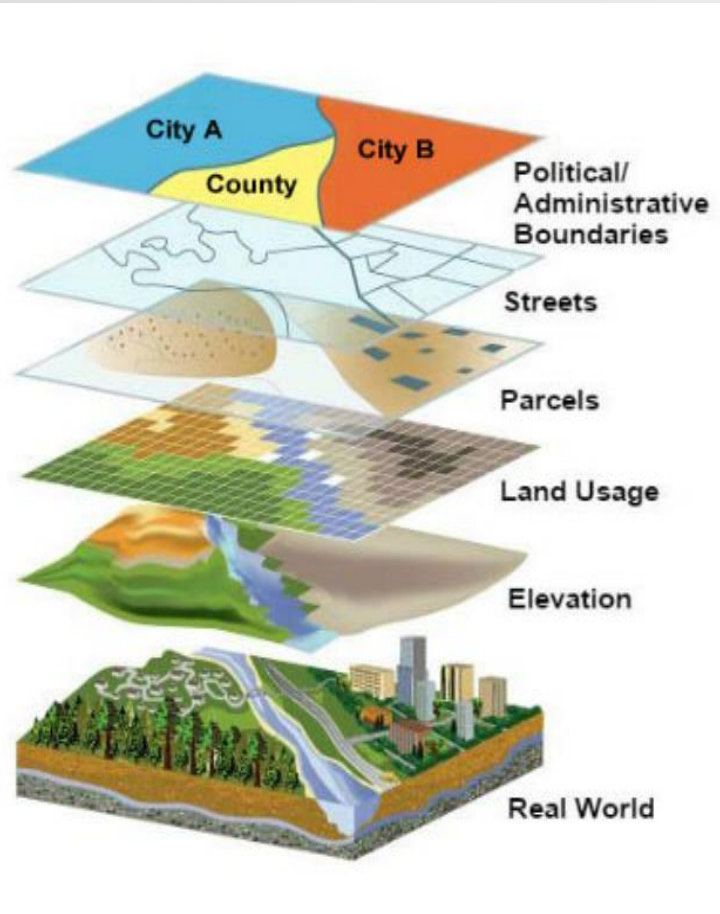 City A
City B
County
Political/
Administrative
Boundaries
Streets
Parcels
Land Usage
Elevation
Real World